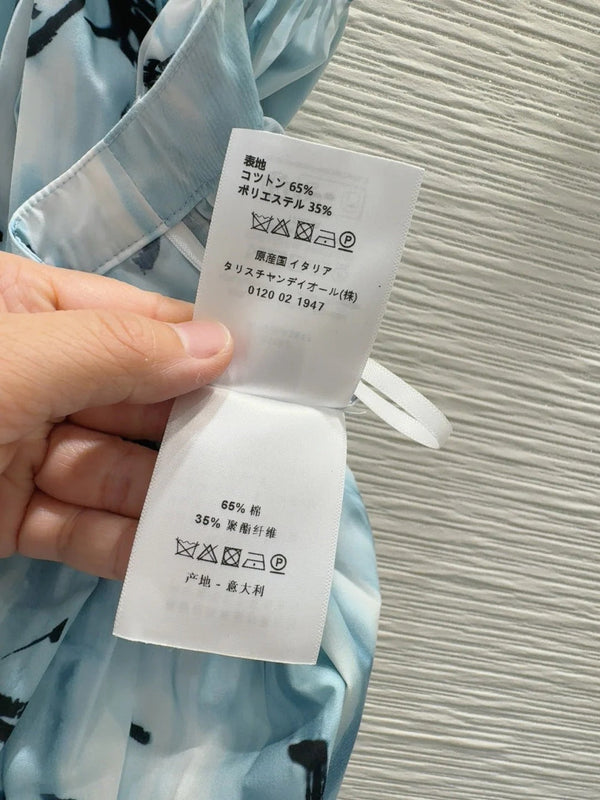 表地
コツトン 65%
ポリエステル 35%
P
原産国 イタリア
タリスチャンディオール(株)
0120 02 1947
65% 棉
35% 聚酯纤维
P
产地 - 意大利